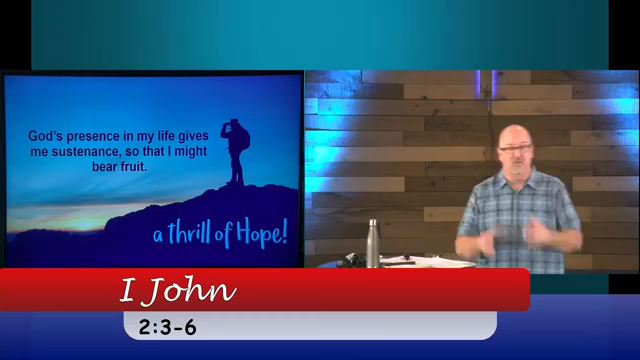 God's presence in my life gives
me sustenance, so that I might
bear fruit.
a thrill of Hope!
I John
2:3-6